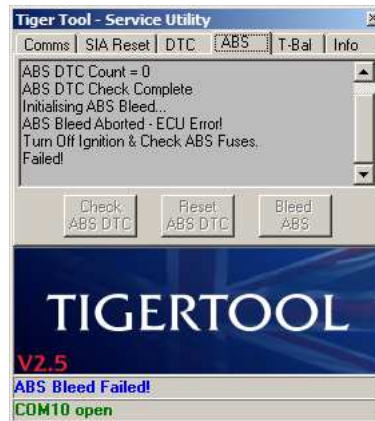 Tiger Tool - Service Utility
Comms SIA Reset DTC ABS T-Bal Info
ABS DTC Count = 0
ABS DTC Check Complete
Initialising ABS Bleed...
ABS Bleed Aborted - ECU Error!
Turn Off Ignition & Check ABS Fuses.
Failed!
Check Reset Bleed
ABS DTC ABS DTC ABS
TIGERTOOL
V2.5
ABS Bleed Failed!
COM10 open